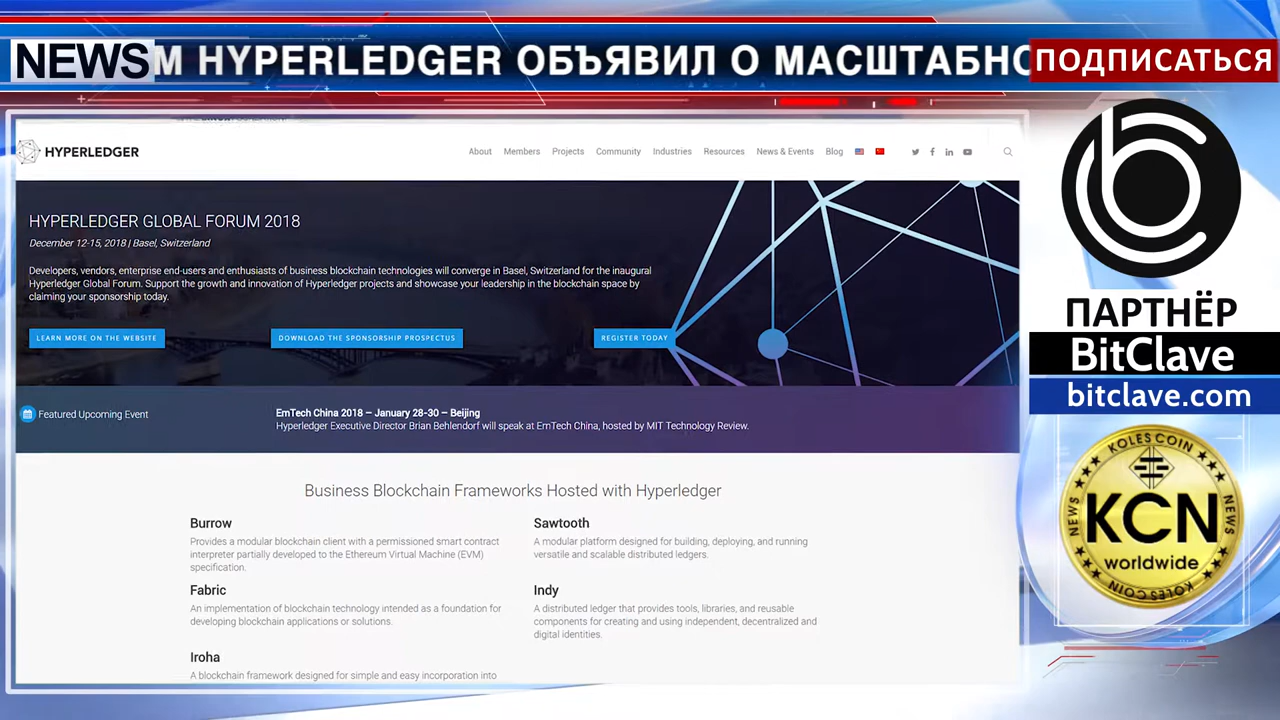 NEWS
М HYPERLEDGER ОБЪЯВИЛ О МАСШТАБНО
ПОДПИСАТЬСЯ
HYPERLEDGER
About Members Projects Community Industries Resources News & Events Blog
HYPERLEDGER GLOBAL FORUM 2018
December 12-15, 2018 | Basel, Switzerland
Developers, vendors, enterprise end-users and enthusiasts of business blockchain technologies will converge in Basel, Switzerland for the inaugural
Hyperledger Global Forum. Support the growth and innovation of Hyperledger projects and showcase your leadership in the blockchain space by
claiming your sponsorship today.
LEARN MORE ON THE WEBSITE
DOWNLOAD THE SPONSORSHIP PROSPECTUS
REGISTER TODAY
Featured Upcoming Event
EmTech China 2018 – January 28-30 – Beijing
Hyperledger Executive Director Brian Behlendorf will speak at EmTech China, hosted by MIT Technology Review.
Business Blockchain Frameworks Hosted with Hyperledger
Burrow
Provides a modular blockchain client with a permissioned smart contract
interpreter partially developed to the Ethereum Virtual Machine (EVM)
specification.
Sawtooth
A modular platform designed for building, deploying, and running
versatile and scalable distributed ledgers.
Fabric
An implementation of blockchain technology intended as a foundation for
developing blockchain applications or solutions.
Indy
A distributed ledger that provides tools, libraries, and reusable
components for creating and using independent, decentralized and
digital identities.
Iroha
A blockchain framework designed for simple and easy incorporation into
ПАРТНЁР
BitClave
bitclave.com
KOLES COIN
NEWS
KCN
NEWS
worldwide
KOLES COIN